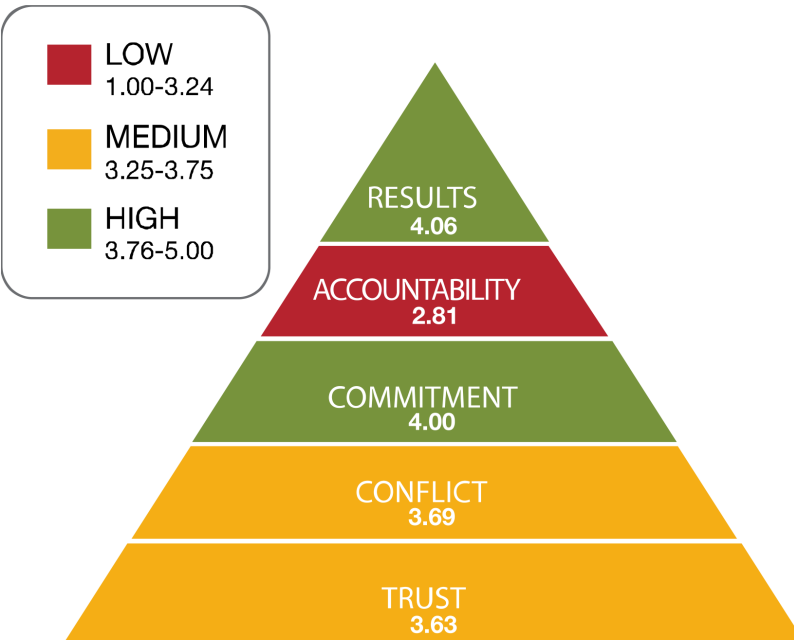 LOW
1.00-3.24
MEDIUM
3.25-3.75
HIGH
3.76-5.00
RESULTS
4.06
ACCOUNTABILITY
2.81
COMMITMENT
4.00
CONFLICT
3.69
TRUST
3.63